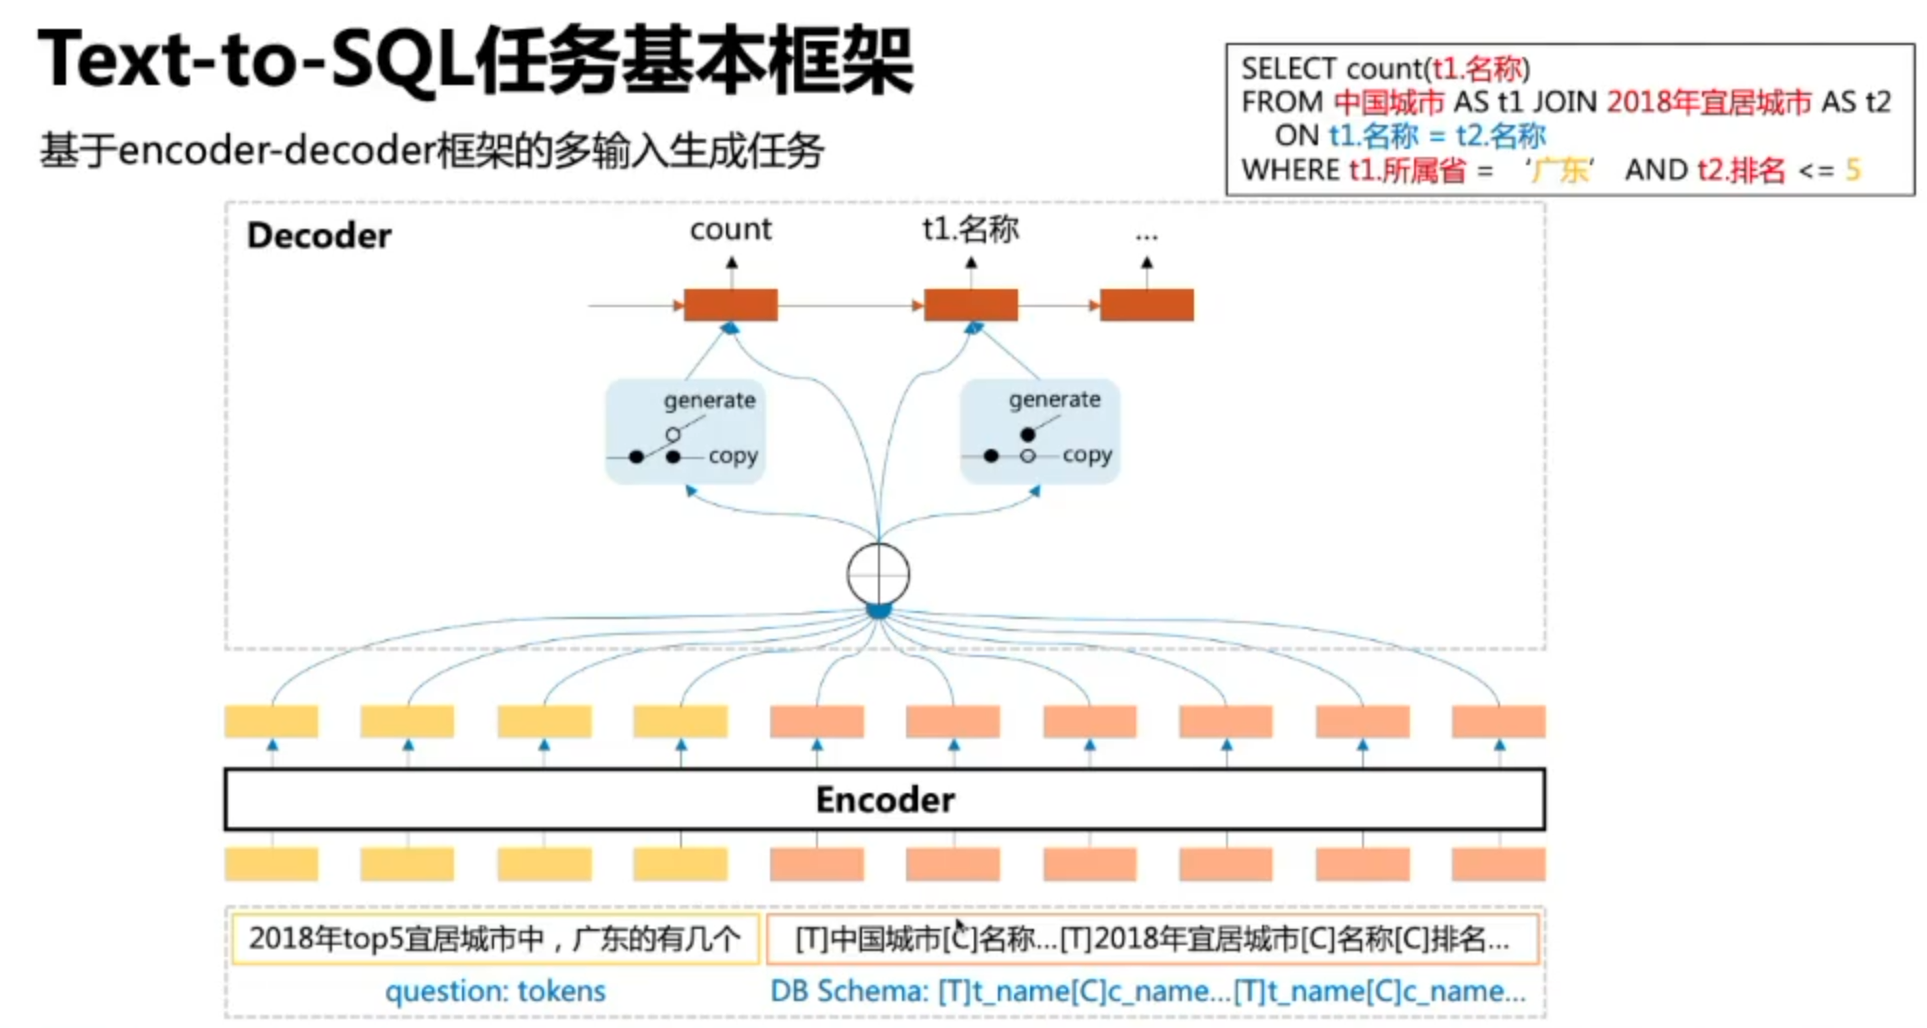 Text-to-SQL任务基本框架
基于encoder-decoder框架的多输入生成任务
SELECT count(t1.名称)
FROM 中国城市 AS t1 JOIN 2018年宜居城市 AS t2
ON t1.名称 = t2.名称
WHERE t1.所属省 = ‘广东’ AND t2.排名 <= 5
Decoder
count t1.名称 ...
generate generate
copy copy
Encoder
2018年top5宜居城市中，广东的有几个 [T]中国城市[C]名称...[T]2018年宜居城市[C]名称[C]排名...
question: tokens DB Schema: [T]t_name[C]c_name...[T]t_name[C]c_name...